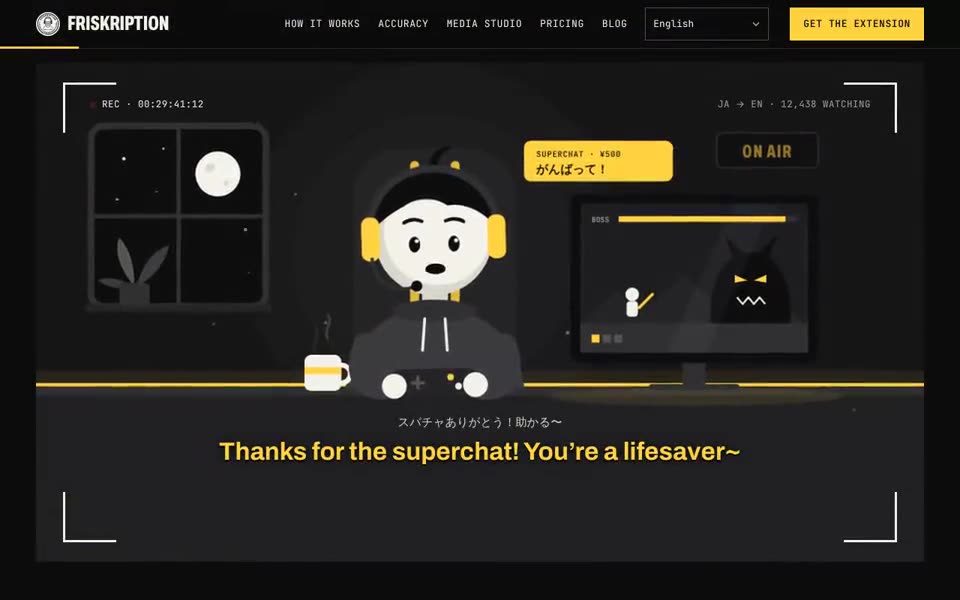 FRISKRIPTION
HOW IT WORKS
ACCURACY
MEDIA STUDIO
PRICING
BLOG
English
GET THE EXTENSION
REC · 00:29:41:12
JA → EN · 12,438 WATCHING
SUPERCHAT · ¥500
がんばって！
ON AIR
BOSS
スパチャありがとう！助かる〜
Thanks for the superchat! You’re a lifesaver~